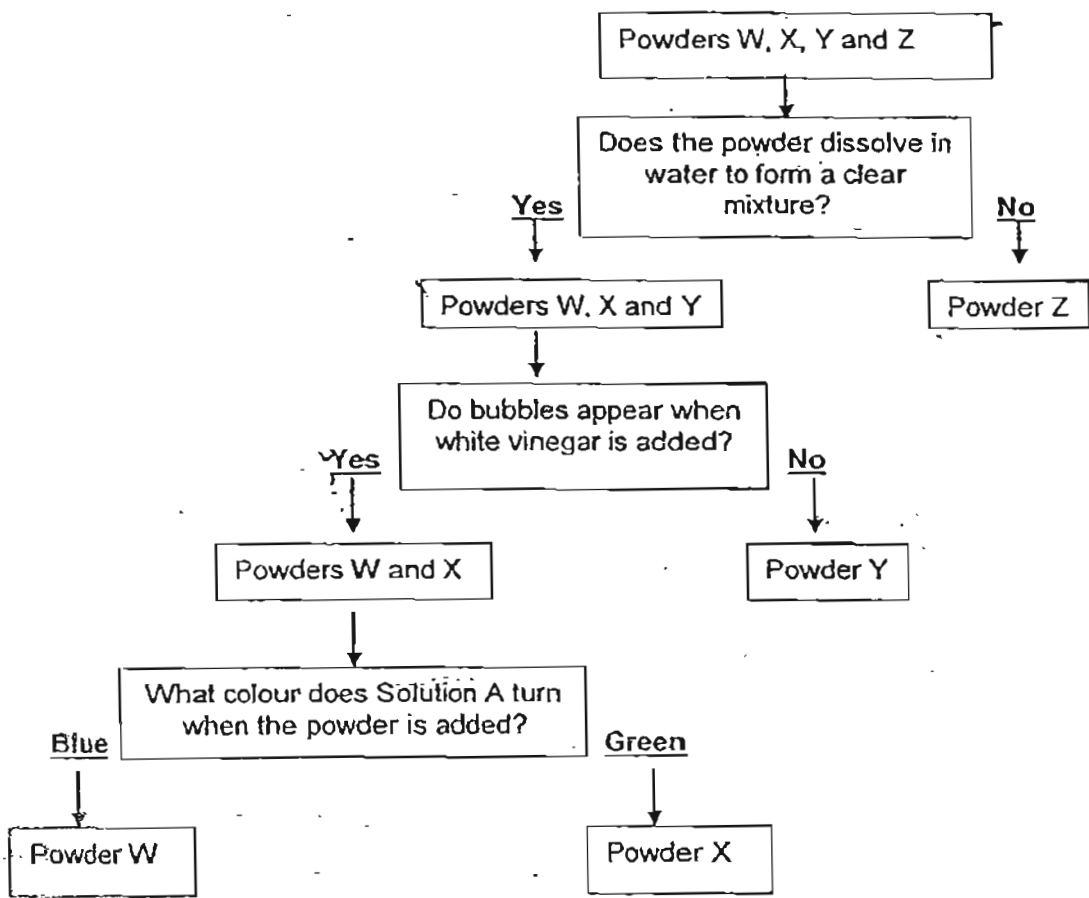 Powders W, X, Y and Z
Does the powder dissolve in
water to form a clear
mixture?
Yes
No
Powders W, X and Y
Powder Z
Do bubbles appear when
white vinegar is added?
Yes
No
Powders W and X
Powder Y
What colour does Solution A turn
when the powder is added?
Blue
Green
Powder W
Powder X